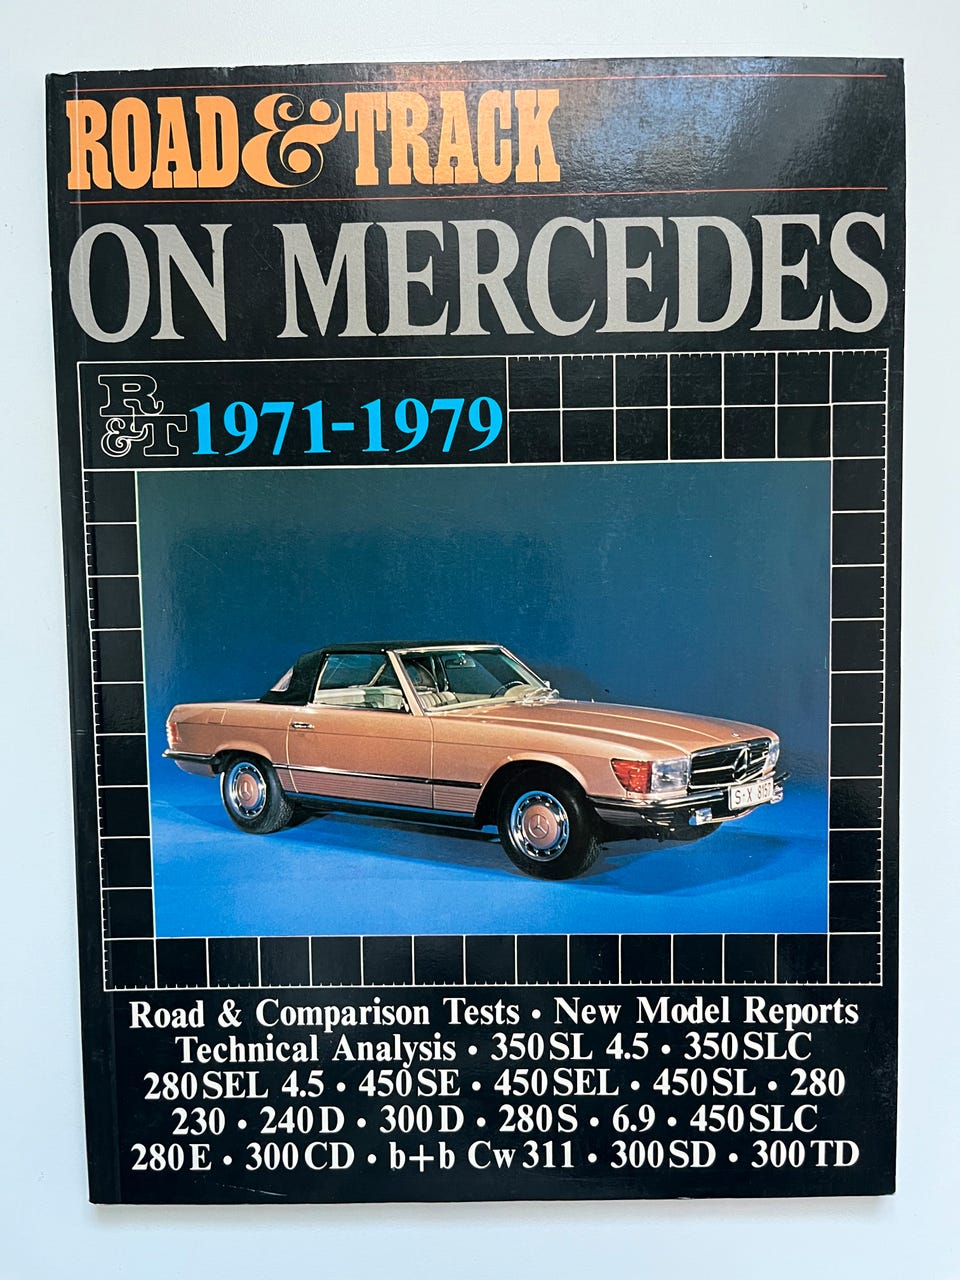 ROAD & TRACK
ON MERCEDES
R
&T
1971-1979
S-X 8157
Road & Comparison Tests • New Model Reports
Technical Analysis • 350SL 4.5 • 350SLC
280SEL 4.5 • 450SE • 450SEL • 450SL • 280
230 • 240D • 300D • 280S • 6.9 • 450SLC
280E • 300CD • b+b Cw311 • 300SD • 300TD